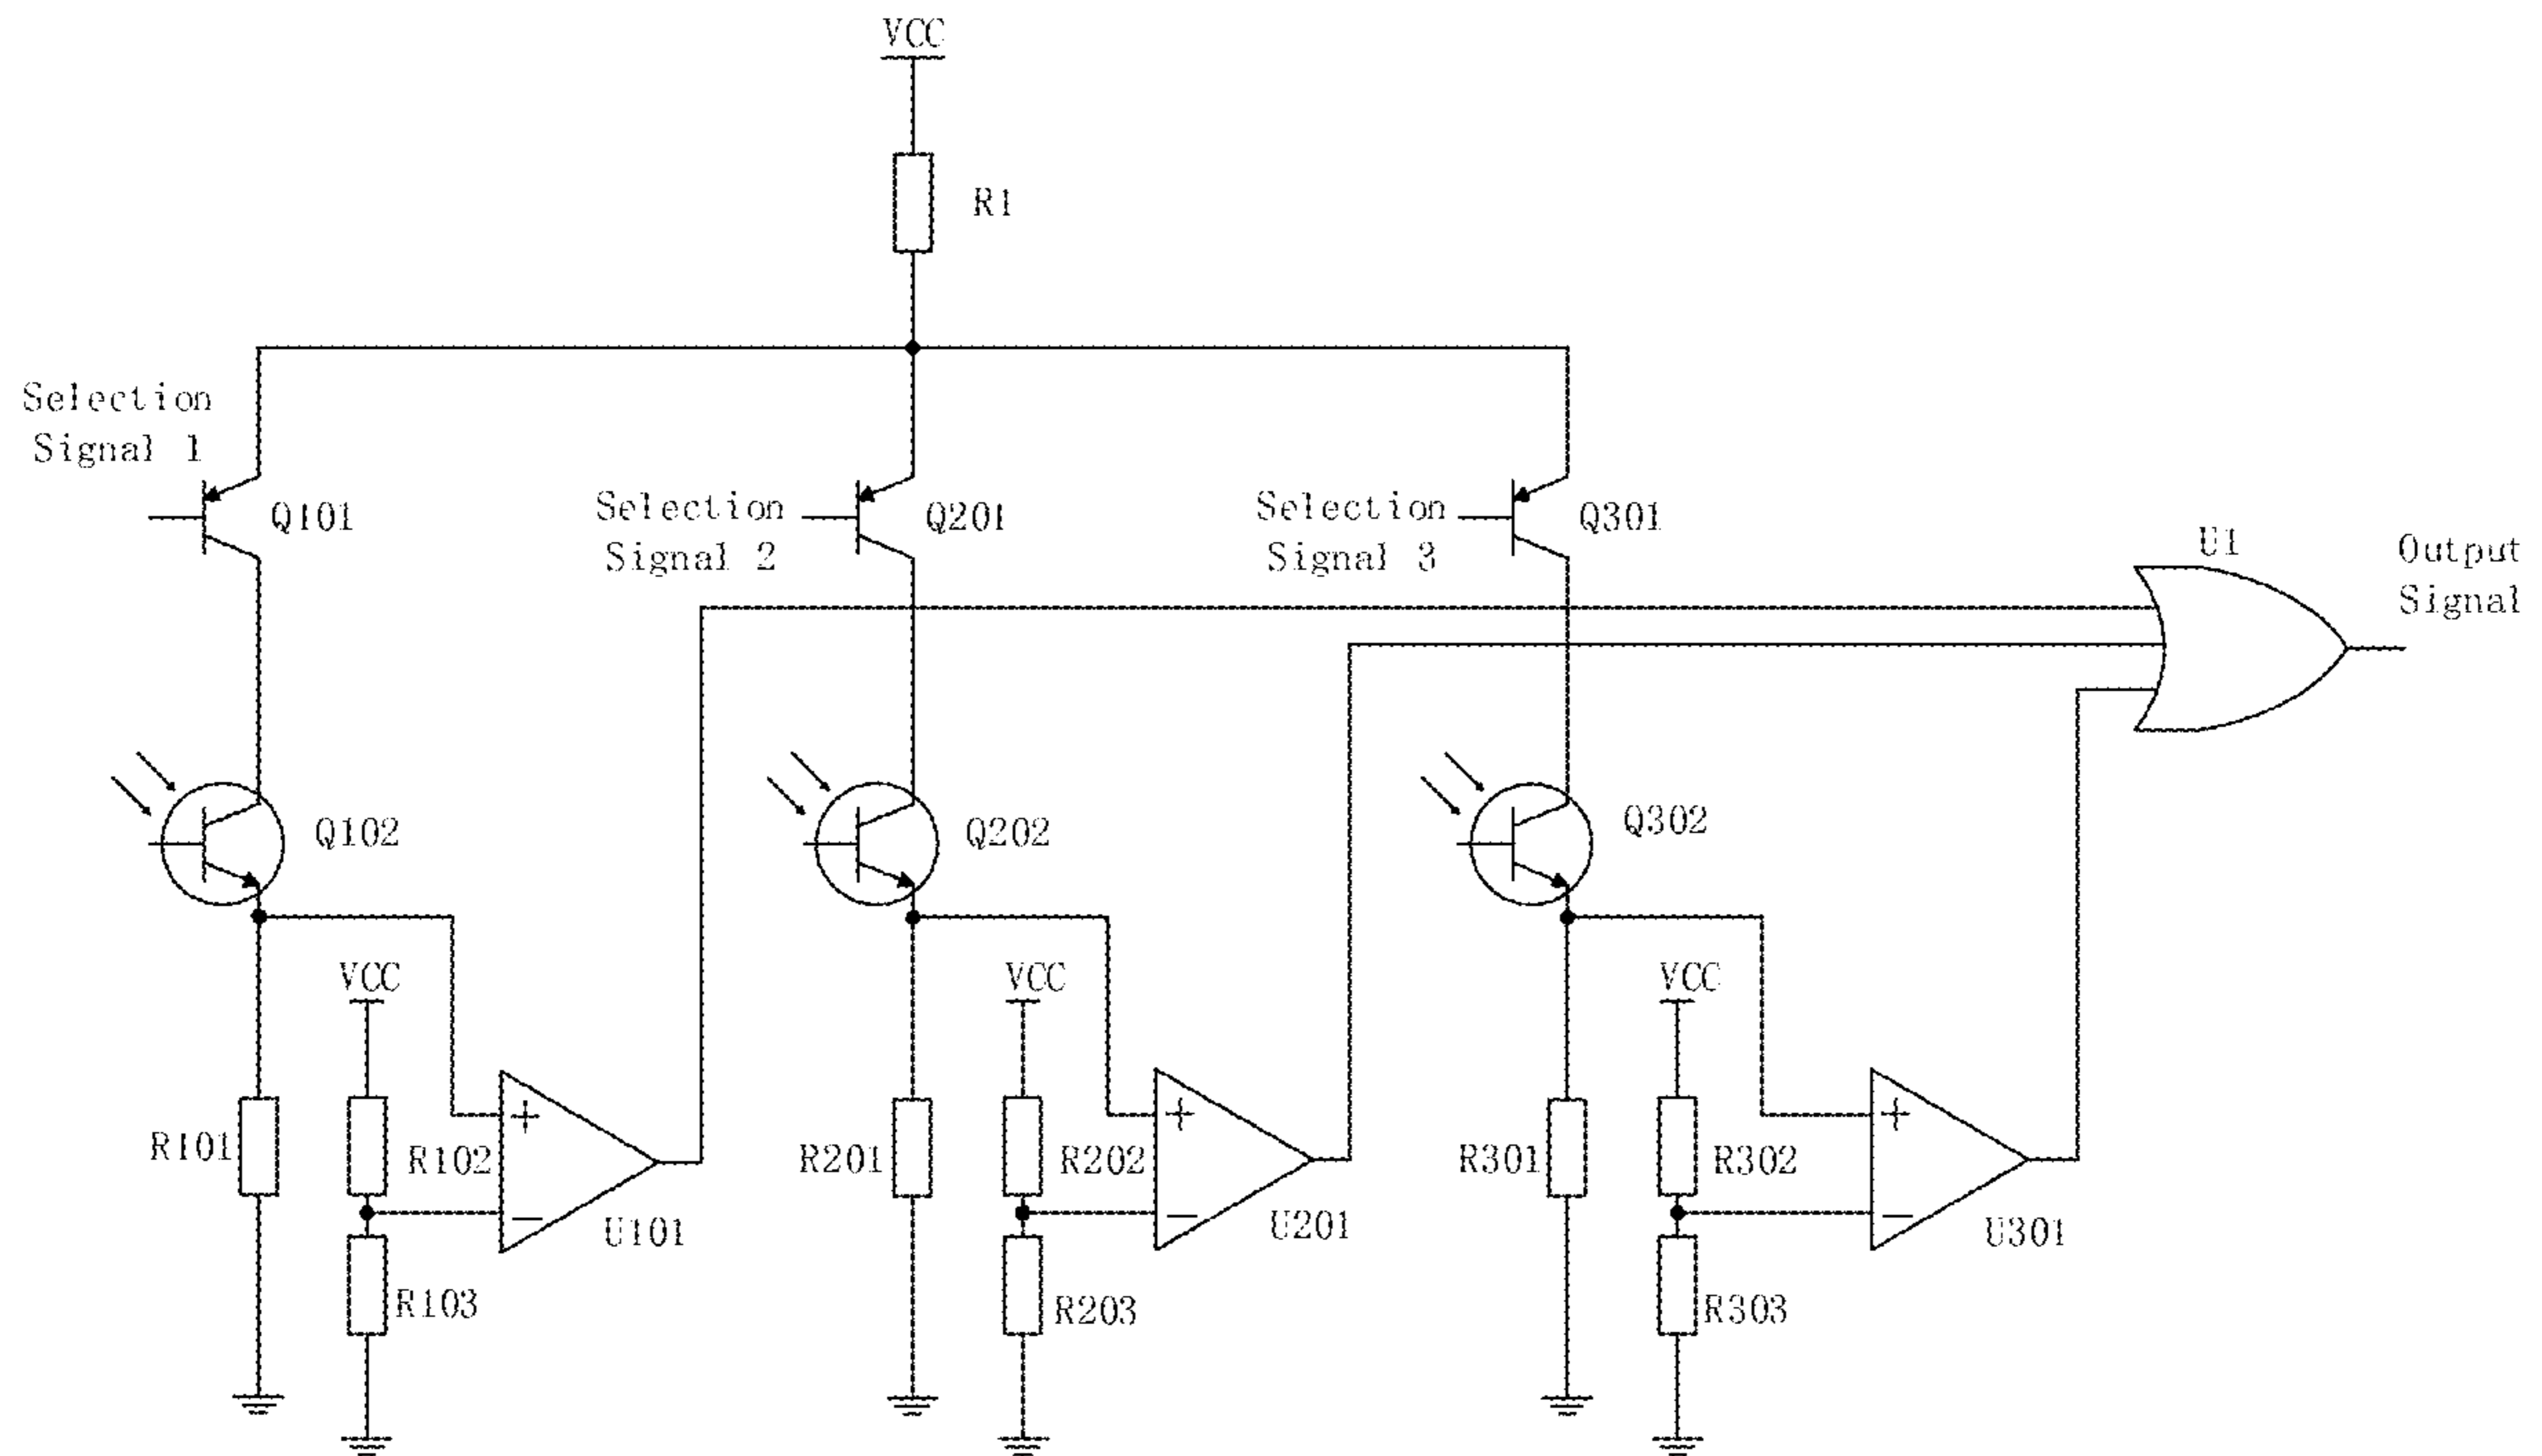 VCC
R1
Selection
Signal 1
Q101
Selection
Signal 2
Q201
Selection
Signal 3
Q301
U1
Output
Signal
Q102
Q202
Q302
VCC
VCC
VCC
R101
R102
U101
R201
R202
U201
R301
R302
U301
R103
R203
R303
+
−
+
−
+
−